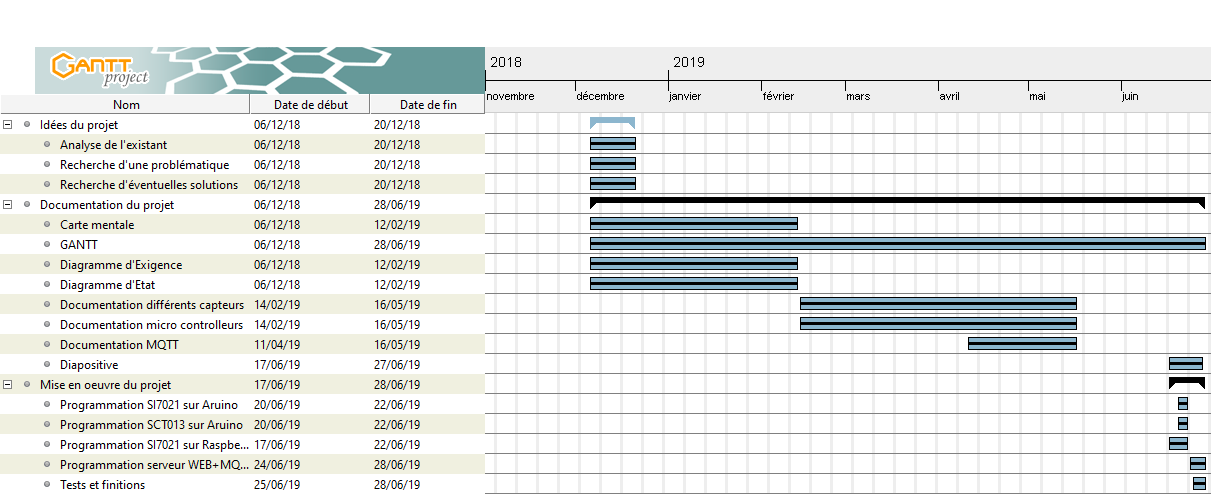 GANTT
project
2018 2019
novembre décembre janvier février mars avril mai juin
Nom Date de début Date de fin
Idées du projet 06/12/18 20/12/18
Analyse de l'existant 06/12/18 20/12/18
Recherche d'une problématique 06/12/18 20/12/18
Recherche d'éventuelles solutions 06/12/18 20/12/18
Documentation du projet 06/12/18 28/06/19
Carte mentale 06/12/18 12/02/19
GANTT 06/12/18 28/06/19
Diagramme d'Exigence 06/12/18 12/02/19
Diagramme d'Etat 06/12/18 12/02/19
Documentation différents capteurs 14/02/19 16/05/19
Documentation micro controlleurs 14/02/19 16/05/19
Documentation MQTT 11/04/19 16/05/19
Diapositive 17/06/19 27/06/19
Mise en oeuvre du projet 17/06/19 28/06/19
Programmation SI7021 sur Aruino 20/06/19 22/06/19
Programmation SCT013 sur Aruino 20/06/19 22/06/19
Programmation SI7021 sur Raspbe... 17/06/19 22/06/19
Programmation serveur WEB+MQ... 24/06/19 28/06/19
Tests et finitions 25/06/19 28/06/19